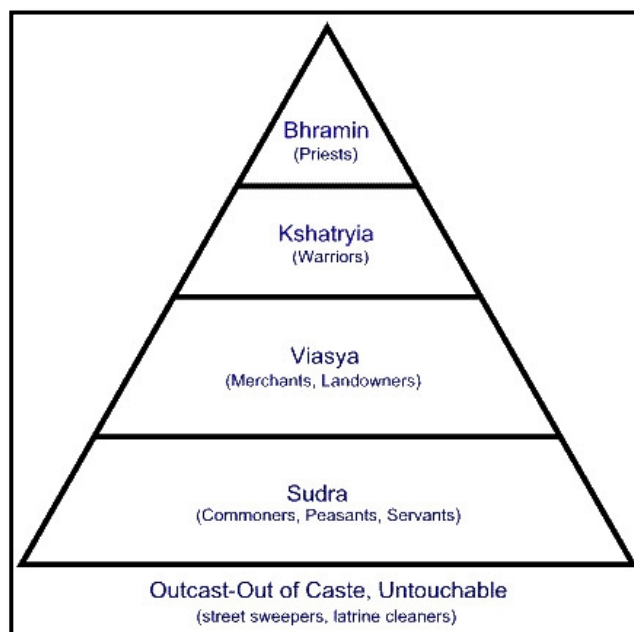 Bhramin
(Priests)
Kshatryia
(Warriors)
Viasya
(Merchants, Landowners)
Sudra
(Commoners, Peasants, Servants)
Outcast-Out of Caste, Untouchable
(street sweepers, latrine cleaners)